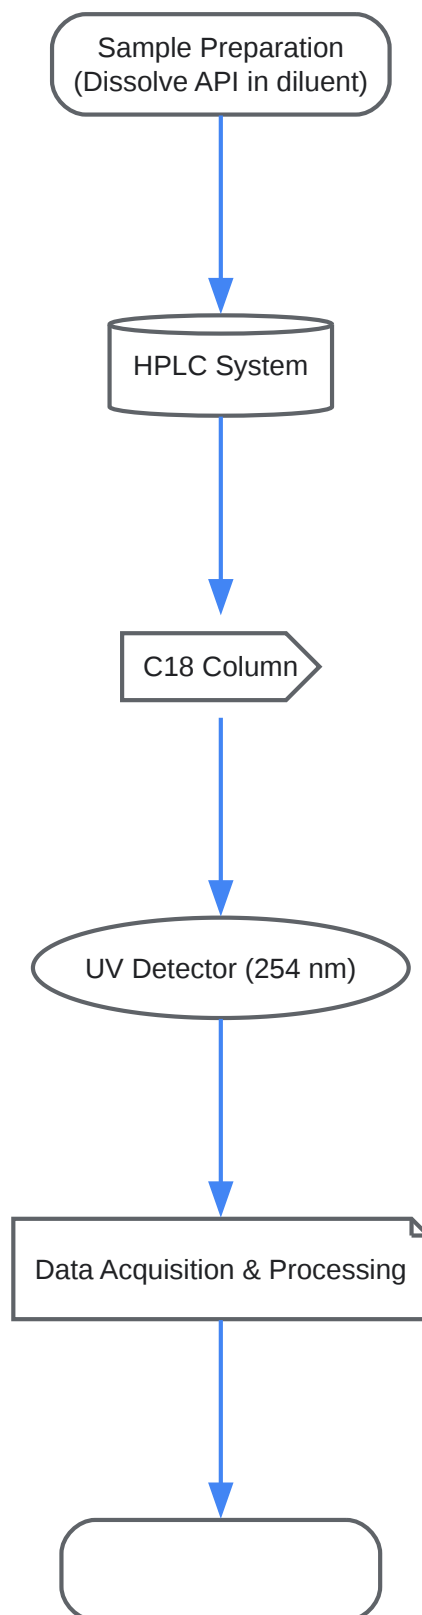 Sample Preparation
(Dissolve API in diluent)
HPLC System
C18 Column
UV Detector (254 nm)
Data Acquisition & Processing